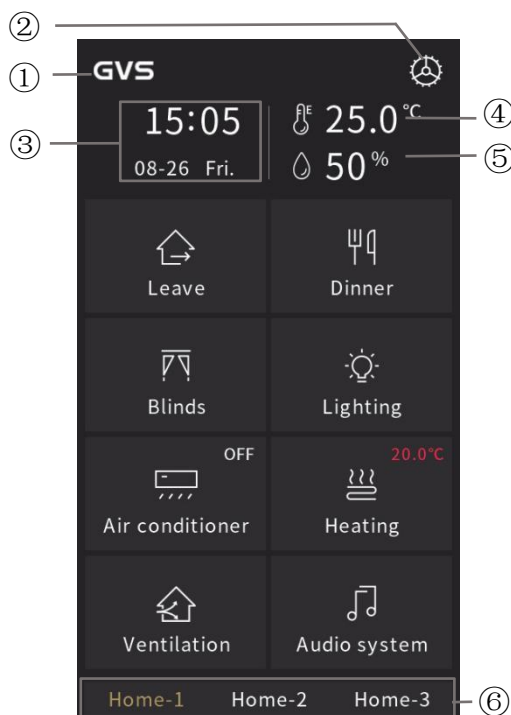 ②
① GVS
③ 15:05 E 25.0 °C ④
08-26 Fri. 50 % ⑤
Leave Dinner
Blinds Lighting
OFF 20.0°C
Air conditioner Heating
Ventilation Audio system
Home-1 Home-2 Home-3 ⑥